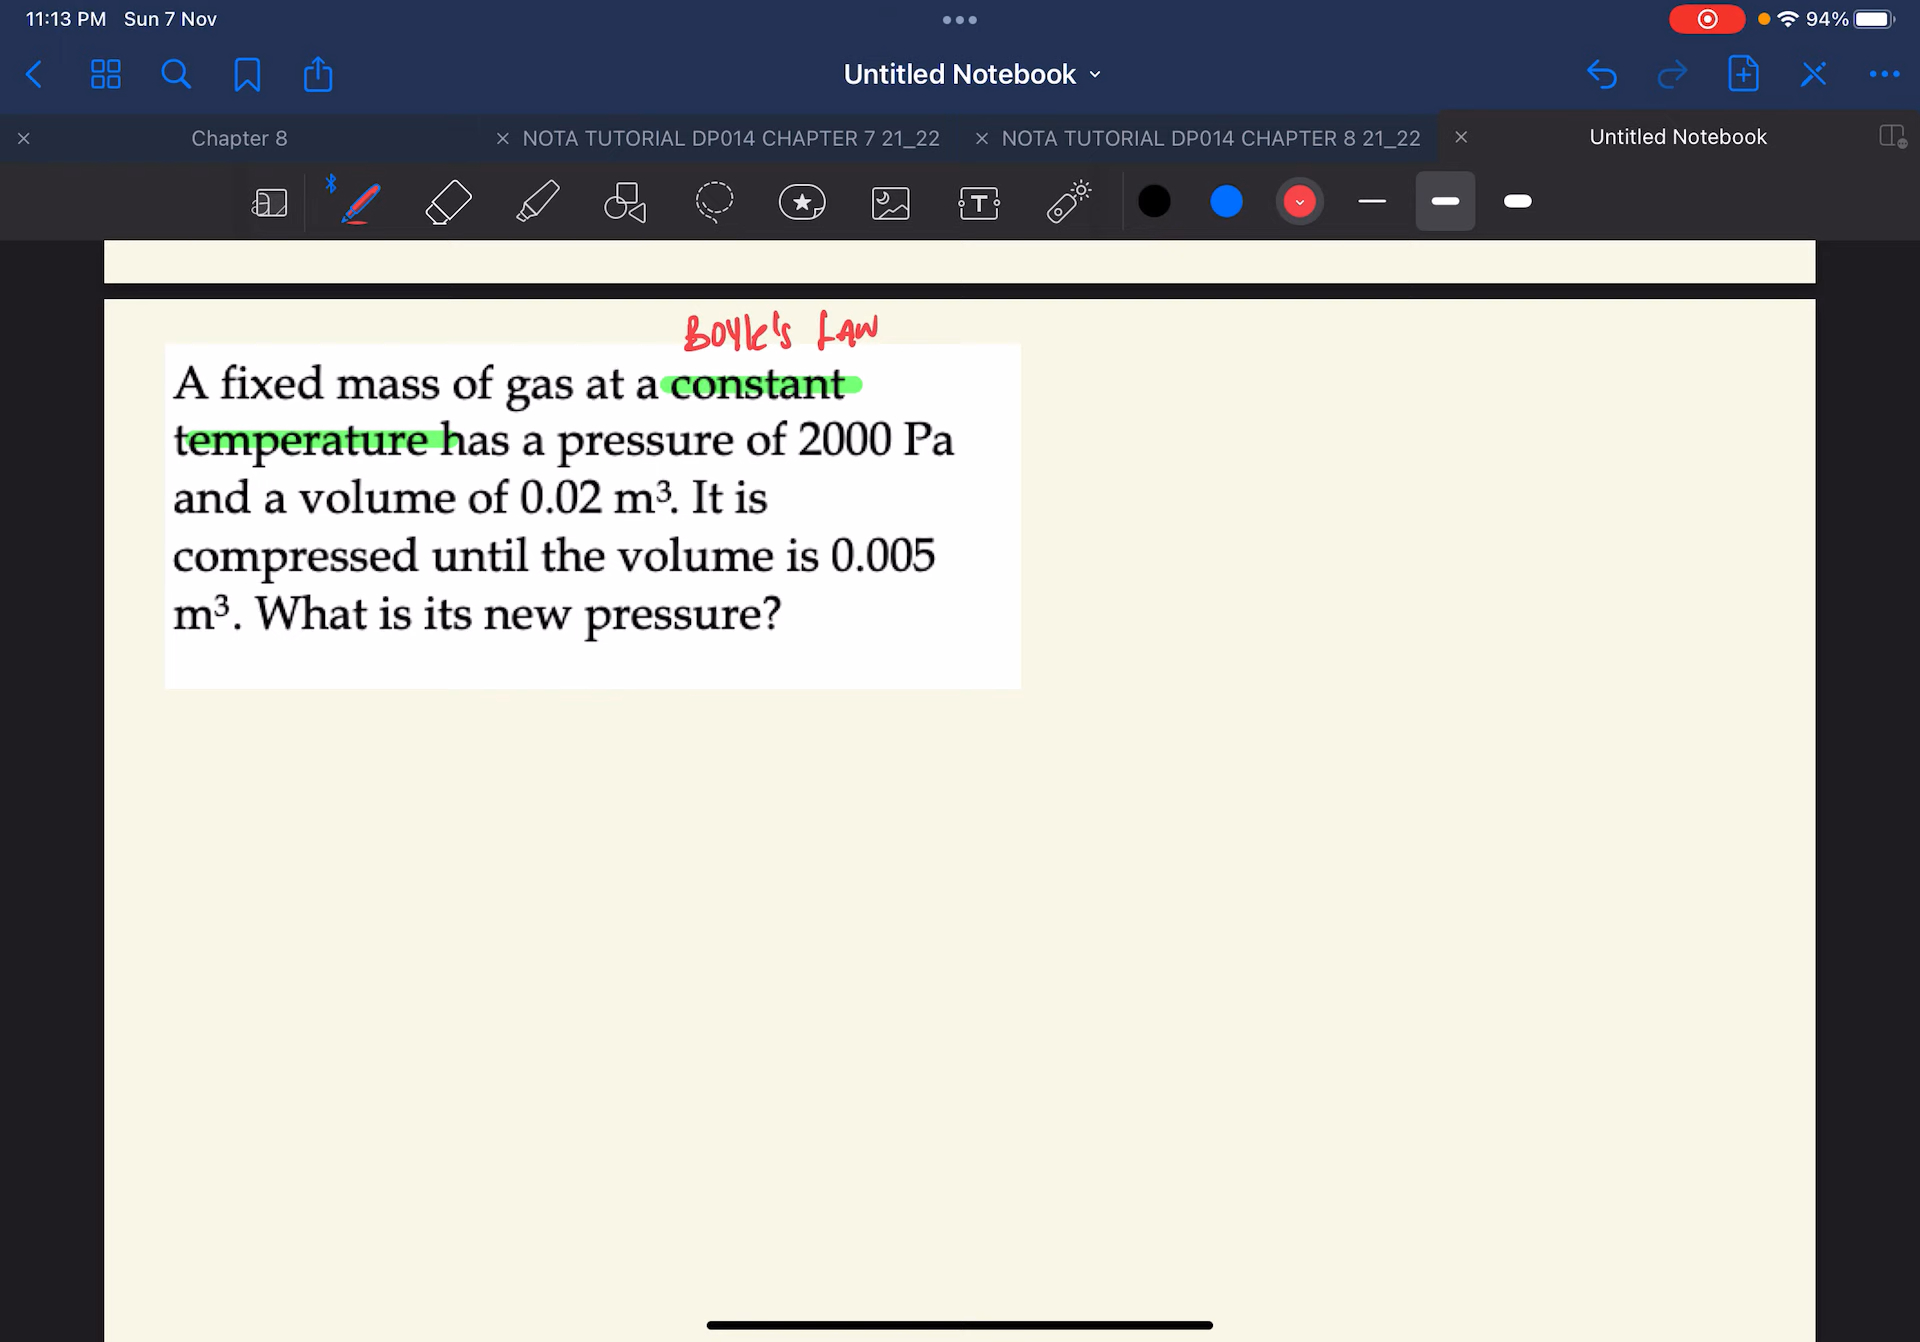 11:13 PM Sun 7 Nov
94%
Untitled Notebook
Chapter 8
NOTA TUTORIAL DP014 CHAPTER 7 21_22
NOTA TUTORIAL DP014 CHAPTER 8 21_22
Untitled Notebook
T
BOYle's LAW
A fixed mass of gas at a constant
temperature has a pressure of 2000 Pa
and a volume of 0.02 m³. It is
compressed until the volume is 0.005
m³. What is its new pressure?